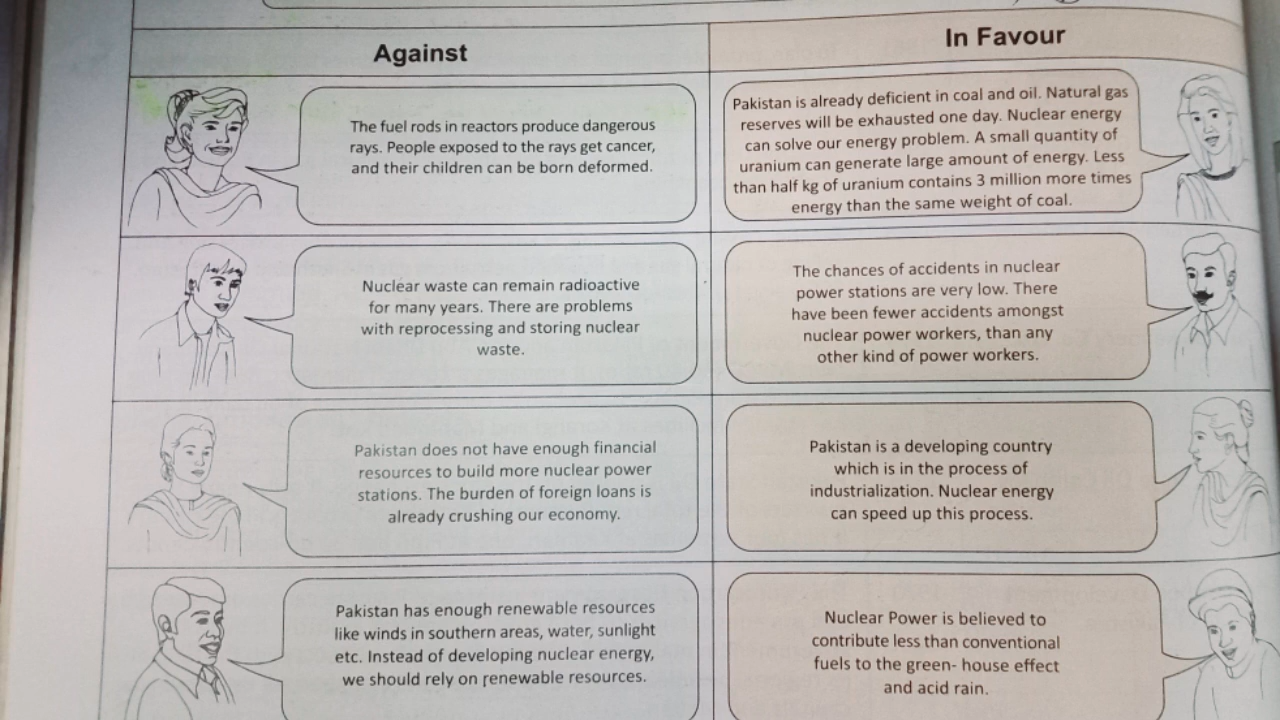 Against
In Favour
The fuel rods in reactors produce dangerous
rays. People exposed to the rays get cancer,
and their children can be born deformed.
Pakistan is already deficient in coal and oil. Natural gas
reserves will be exhausted one day. Nuclear energy
can solve our energy problem. A small quantity of
uranium can generate large amount of energy. Less
than half kg of uranium contains 3 million more times
energy than the same weight of coal.
Nuclear waste can remain radioactive
for many years. There are problems
with reprocessing and storing nuclear
waste.
The chances of accidents in nuclear
power stations are very low. There
have been fewer accidents amongst
nuclear power workers, than any
other kind of power workers.
Pakistan does not have enough financial
resources to build more nuclear power
stations. The burden of foreign loans is
already crushing our economy.
Pakistan is a developing country
which is in the process of
industrialization. Nuclear energy
can speed up this process.
Pakistan has enough renewable resources
like winds in southern areas, water, sunlight
etc. Instead of developing nuclear energy,
we should rely on renewable resources.
Nuclear Power is believed to
contribute less than conventional
fuels to the green- house effect
and acid rain.